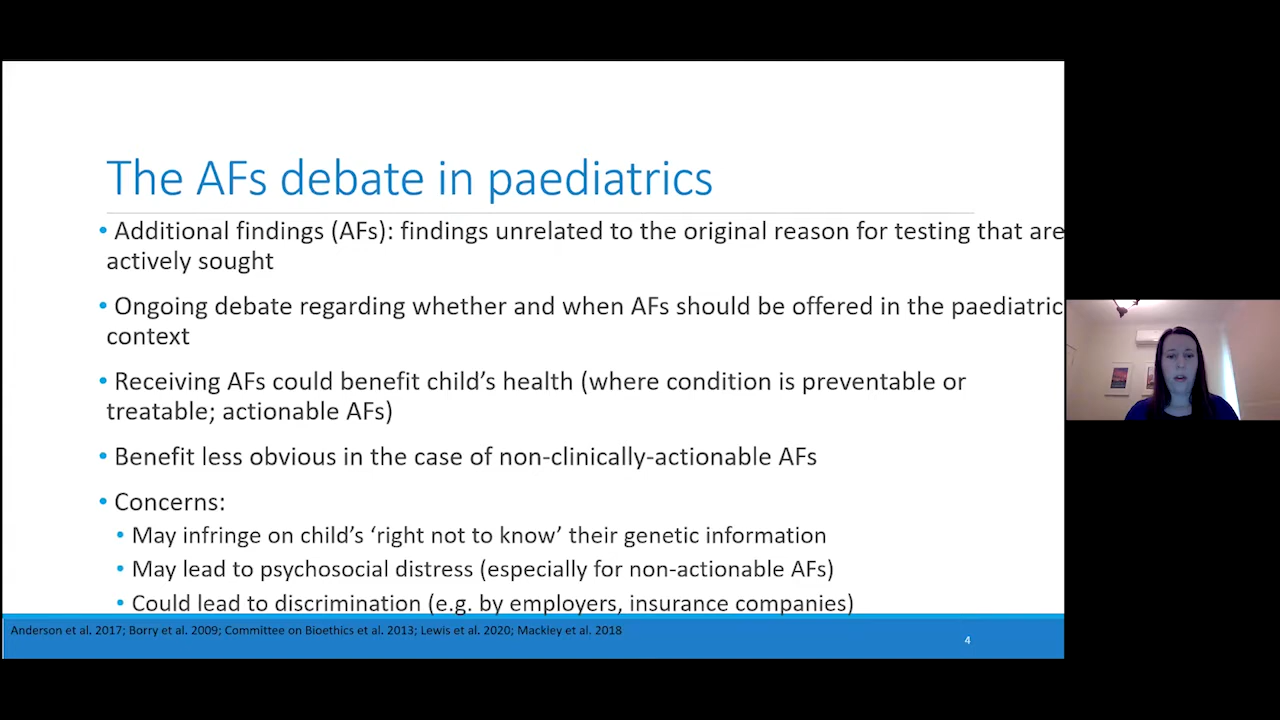 The AFs debate in paediatrics
• Additional findings (AFs): findings unrelated to the original reason for testing that are
actively sought
• Ongoing debate regarding whether and when AFs should be offered in the paediatric
context
• Receiving AFs could benefit child’s health (where condition is preventable or
treatable; actionable AFs)
• Benefit less obvious in the case of non-clinically-actionable AFs
• Concerns:
• May infringe on child’s ‘right not to know’ their genetic information
• May lead to psychosocial distress (especially for non-actionable AFs)
• Could lead to discrimination (e.g. by employers, insurance companies)
Anderson et al. 2017; Borry et al. 2009; Committee on Bioethics et al. 2013; Lewis et al. 2020; Mackley et al. 2018
4